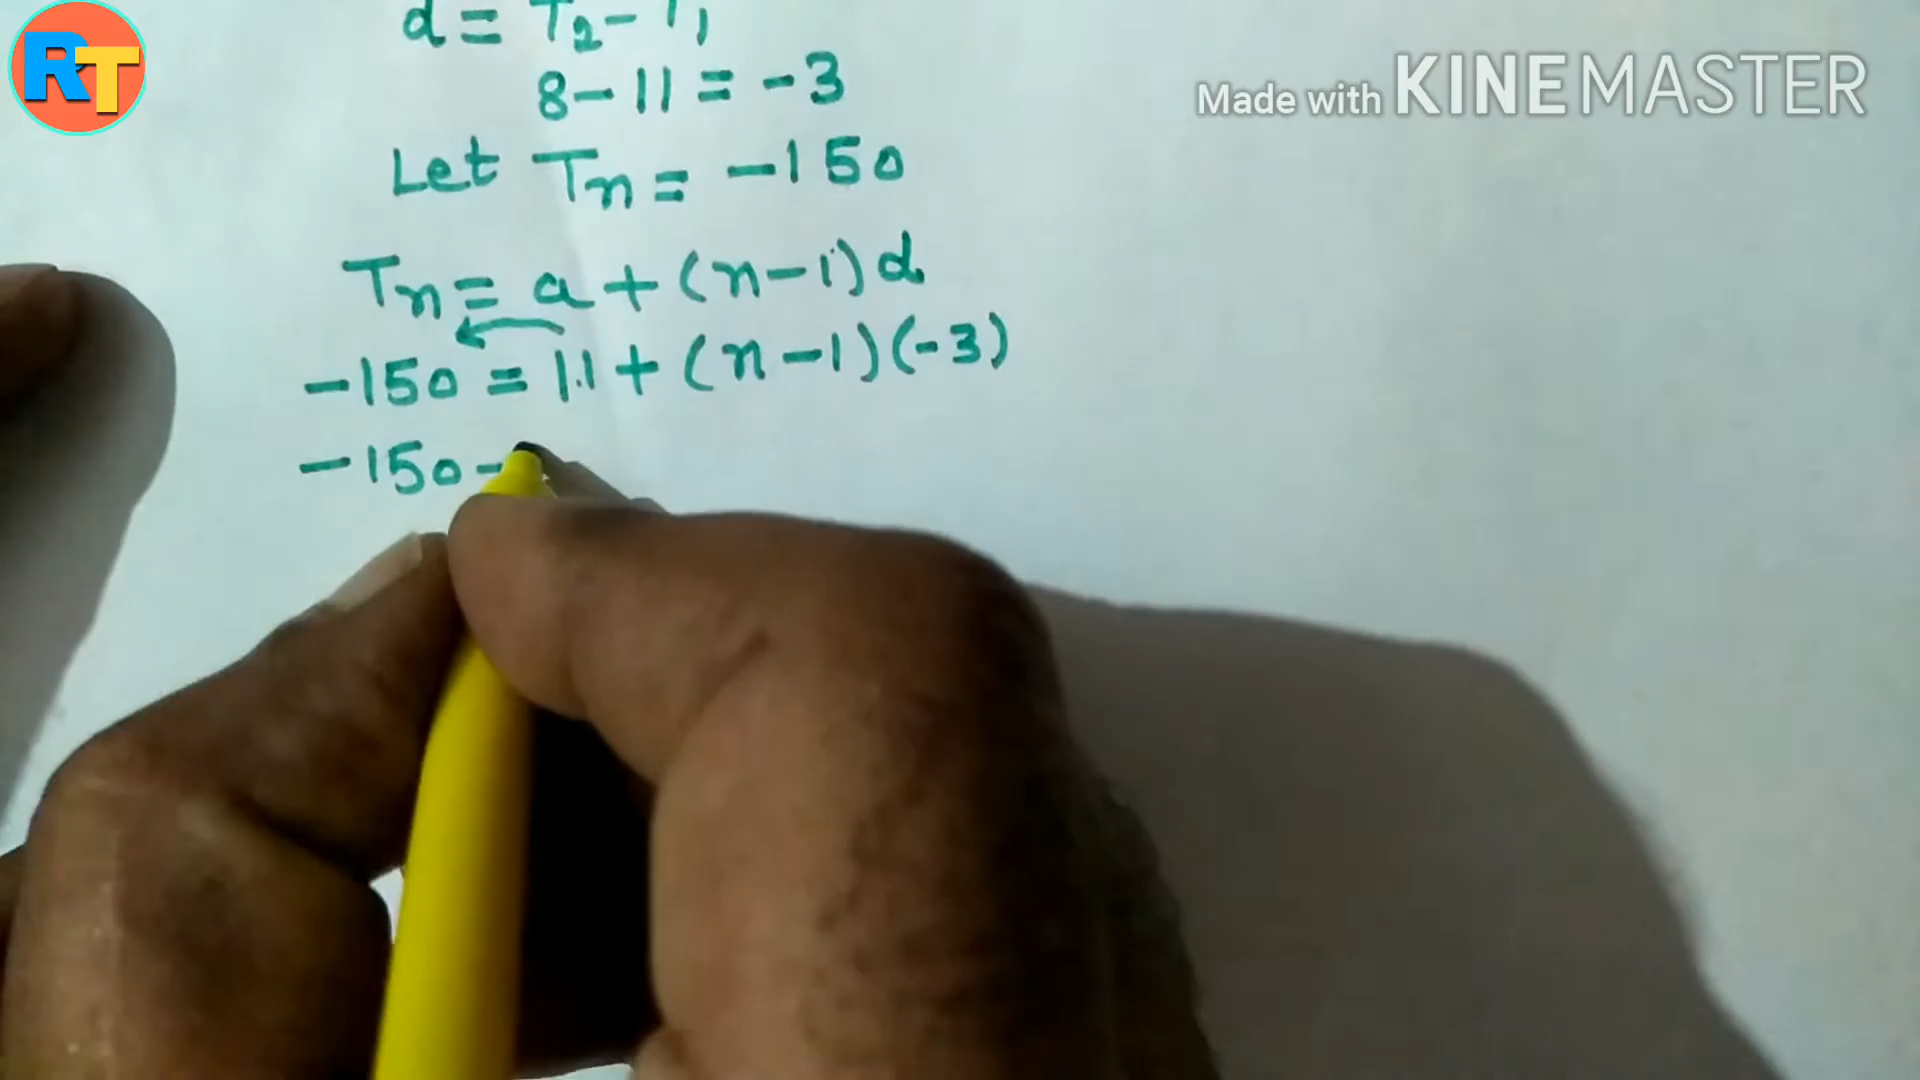 RT
Made with KINEMASTER
d = T₂ - T₁
8 - 11 = -3
Let Tn = -150
Tn = a + (n-1) d
-150 = 11 + (n-1)(-3)
-150 -